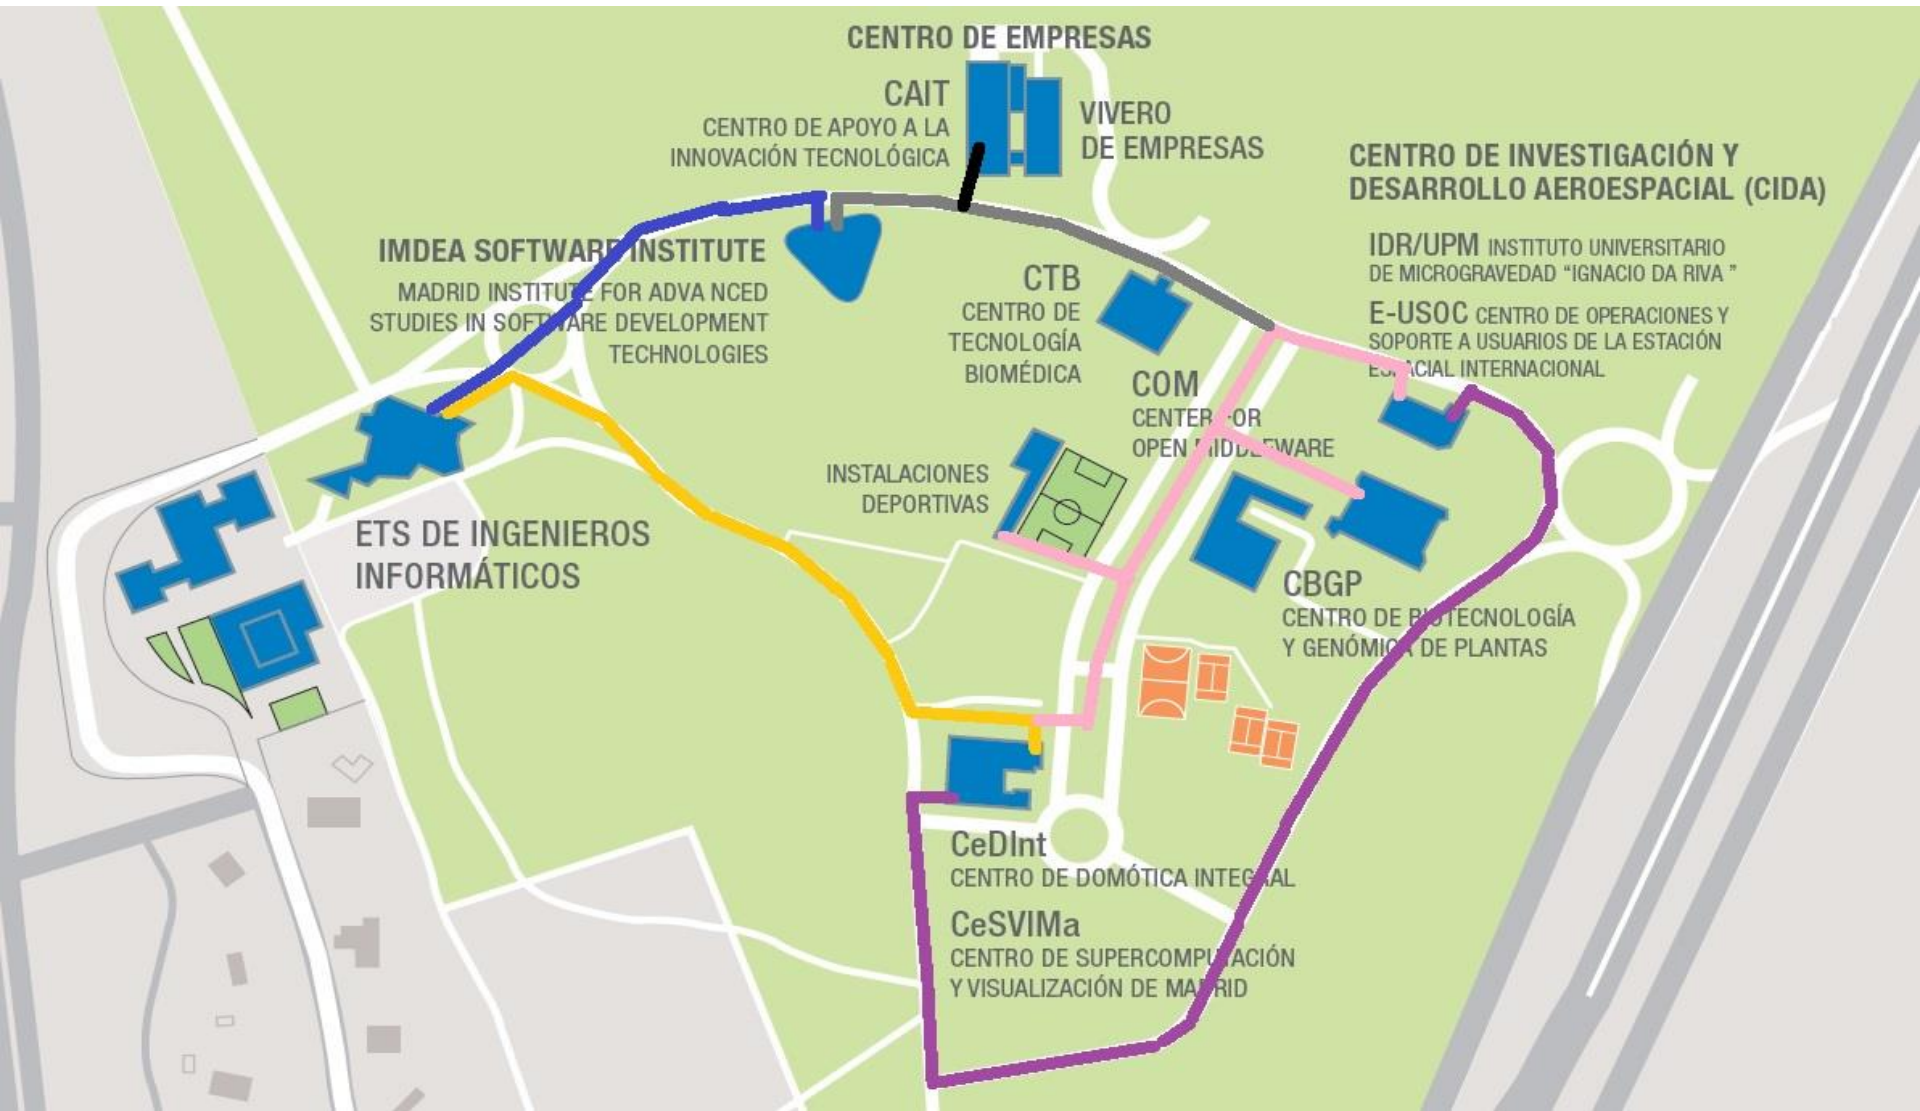 CENTRO DE EMPRESAS
CAIT
CENTRO DE APOYO A LA
INNOVACIÓN TECNOLÓGICA
VIVERO
DE EMPRESAS
CENTRO DE INVESTIGACIÓN Y
DESARROLLO AEROESPACIAL (CIDA)
IDR/UPM INSTITUTO UNIVERSITARIO
DE MICROGRAVEDAD “IGNACIO DA RIVA ”
E-USOC CENTRO DE OPERACIONES Y
SOPORTE A USUARIOS DE LA ESTACIÓN
ESPACIAL INTERNACIONAL
IMDEA SOFTWARE INSTITUTE
MADRID INSTITUTE FOR ADVA NCED
STUDIES IN SOFTWARE DEVELOPMENT
TECHNOLOGIES
CTB
CENTRO DE
TECNOLOGÍA
BIOMÉDICA
COM
CENTER FOR
OPEN MIDDLEWARE
INSTALACIONES
DEPORTIVAS
ETS DE INGENIEROS
INFORMÁTICOS
CBGP
CENTRO DE BIOTECNOLOGÍA
Y GENÓMICA DE PLANTAS
CeDInt
CENTRO DE DOMÓTICA INTEGRAL
CeSVIMa
CENTRO DE SUPERCOMPUTACIÓN
Y VISUALIZACIÓN DE MADRID